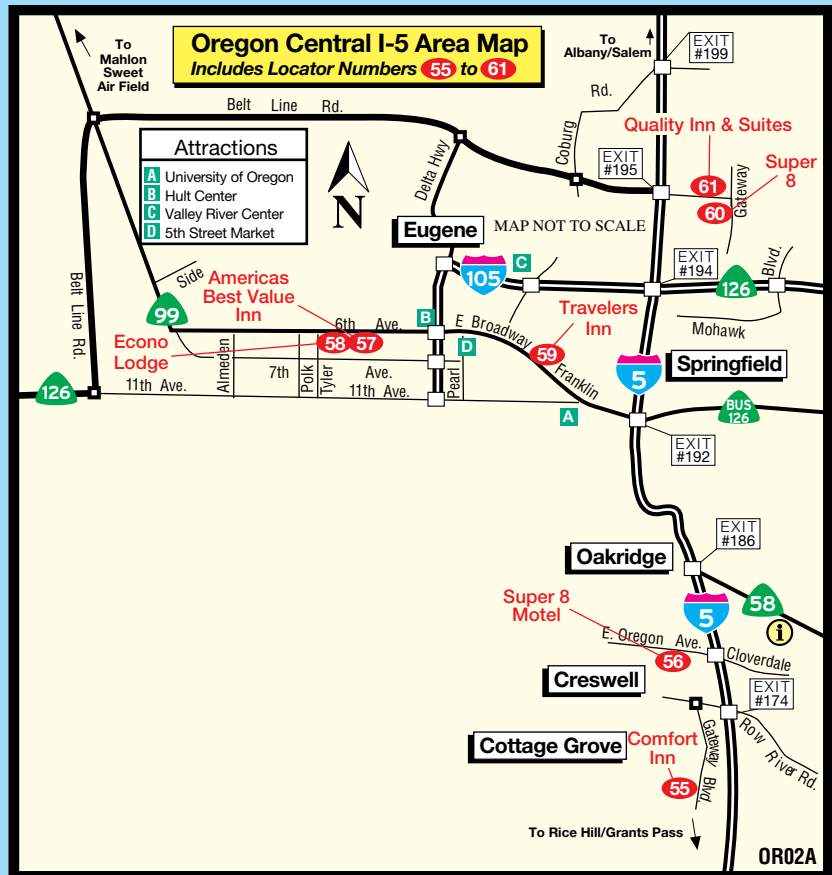 Oregon Central I-5 Area Map
Includes Locator Numbers 55 to 61
To
Mahlon
Sweet
Air Field
To
Albany/Salem
EXIT
#199
Belt Line Rd.
Coburg Rd.
Quality Inn & Suites
Attractions
A University of Oregon
B Hult Center
C Valley River Center
D 5th Street Market
N
Delta Hwy
EXIT
#195
61
Super
8
60
Gateway
Eugene
MAP NOT TO SCALE
105
C
EXIT
#194
126
Blvd.
Mohawk
Belt Line Rd.
Side
99
Americas
Best Value
Inn
Econo
Lodge
6th Ave.
58
57
B
D
E Broadway
Travelers
Inn
59
Franklin
5
Springfield
Almeden
7th Ave.
Polk
Tyler
Pearl
126
11th Ave.
11th Ave.
A
BUS
126
EXIT
#192
EXIT
#186
Oakridge
5
58
i
Super 8
Motel
E. Oregon Ave.
56
Cloverdale
Creswell
EXIT
#174
Row River Rd.
Cottage Grove
Comfort
Inn
55
Gateway Blvd.
To Rice Hill/Grants Pass
OR02A